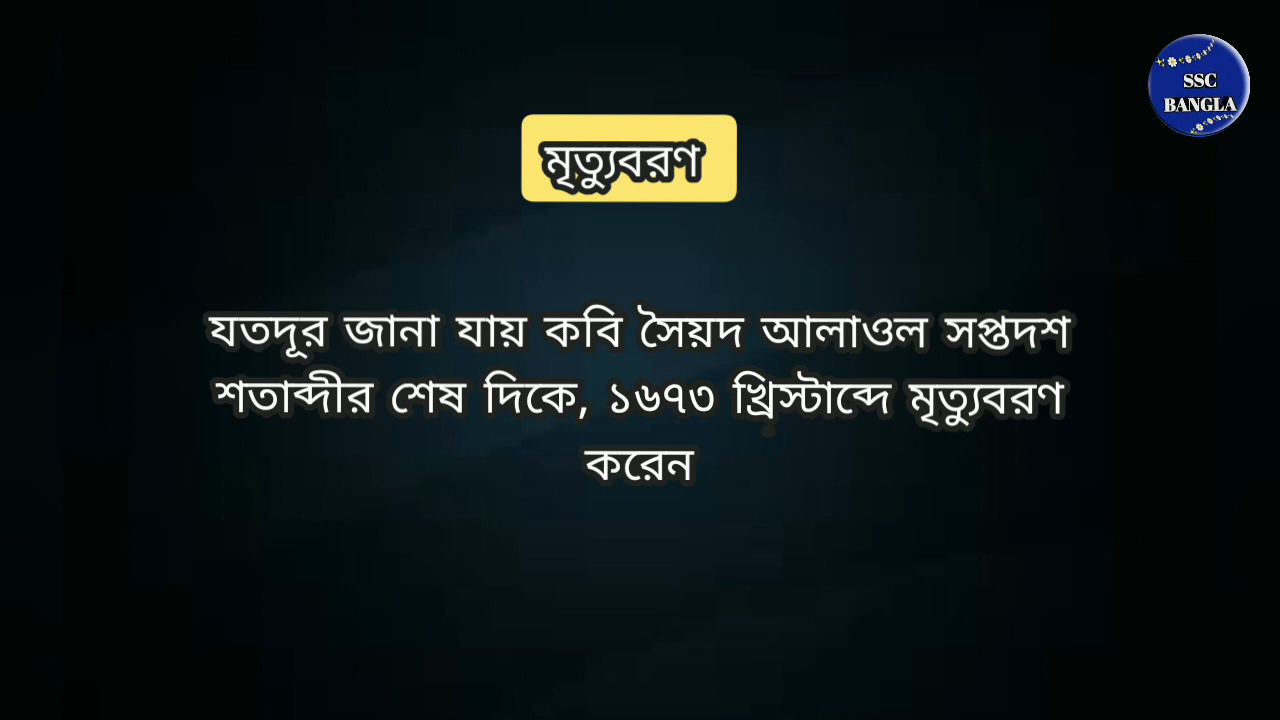 SSC
BANGLA
মৃত্যুবরণ
যতদূর জানা যায় কবি সৈয়দ আলাওল সপ্তদশ
শতাব্দীর শেষ দিকে, ১৬৭৩ খ্রিস্টাব্দে মৃত্যুবরণ
করেন